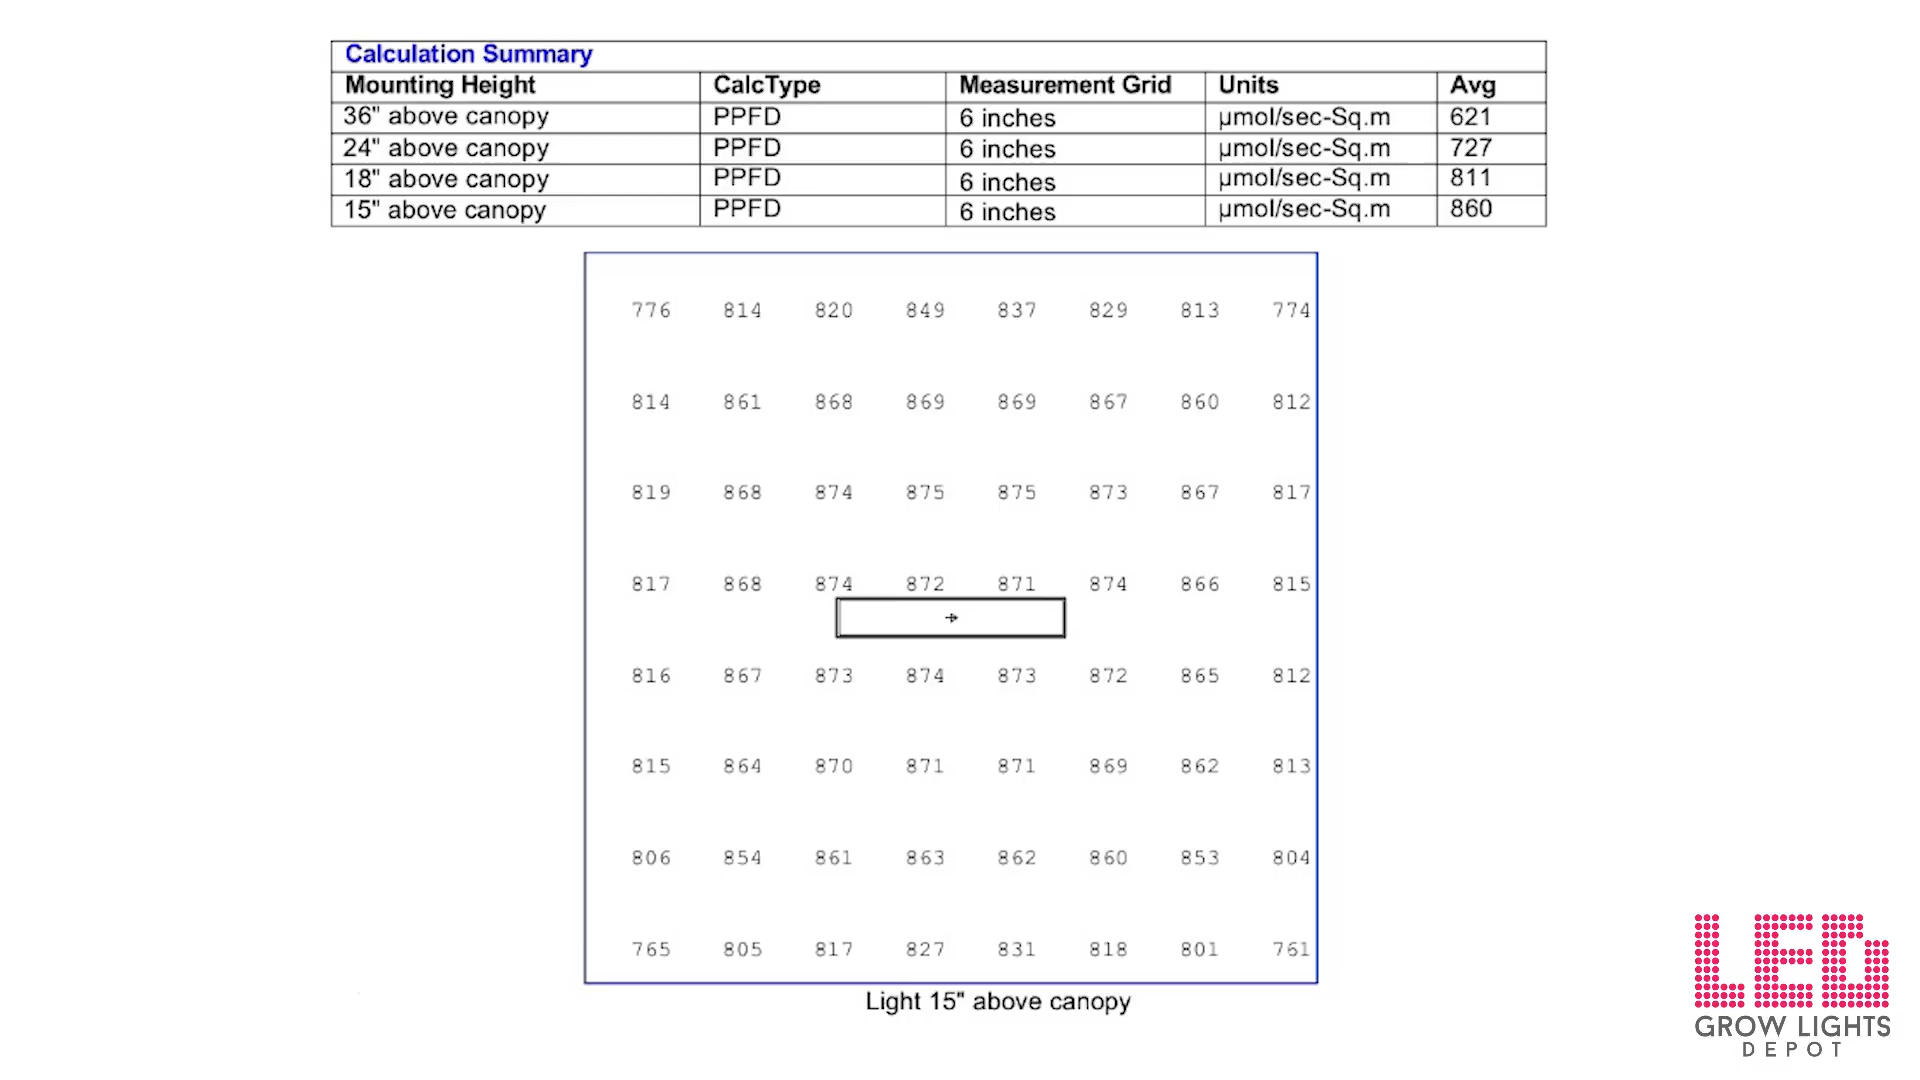 Calculation Summary
Mounting Height CalcType Measurement Grid Units Avg
36" above canopy PPFD 6 inches µmol/sec-Sq.m 621
24" above canopy PPFD 6 inches µmol/sec-Sq.m 727
18" above canopy PPFD 6 inches µmol/sec-Sq.m 811
15" above canopy PPFD 6 inches µmol/sec-Sq.m 860
776 814 820 849 837 829 813 774
814 861 868 869 869 867 860 812
819 868 874 875 875 873 867 817
817 868 874 872 871 874 866 815
816 867 873 874 873 872 865 812
815 864 870 871 871 869 862 813
806 854 861 863 862 860 853 804
765 805 817 827 831 818 801 761
Light 15" above canopy
LED
GROW LIGHTS
DEPOT